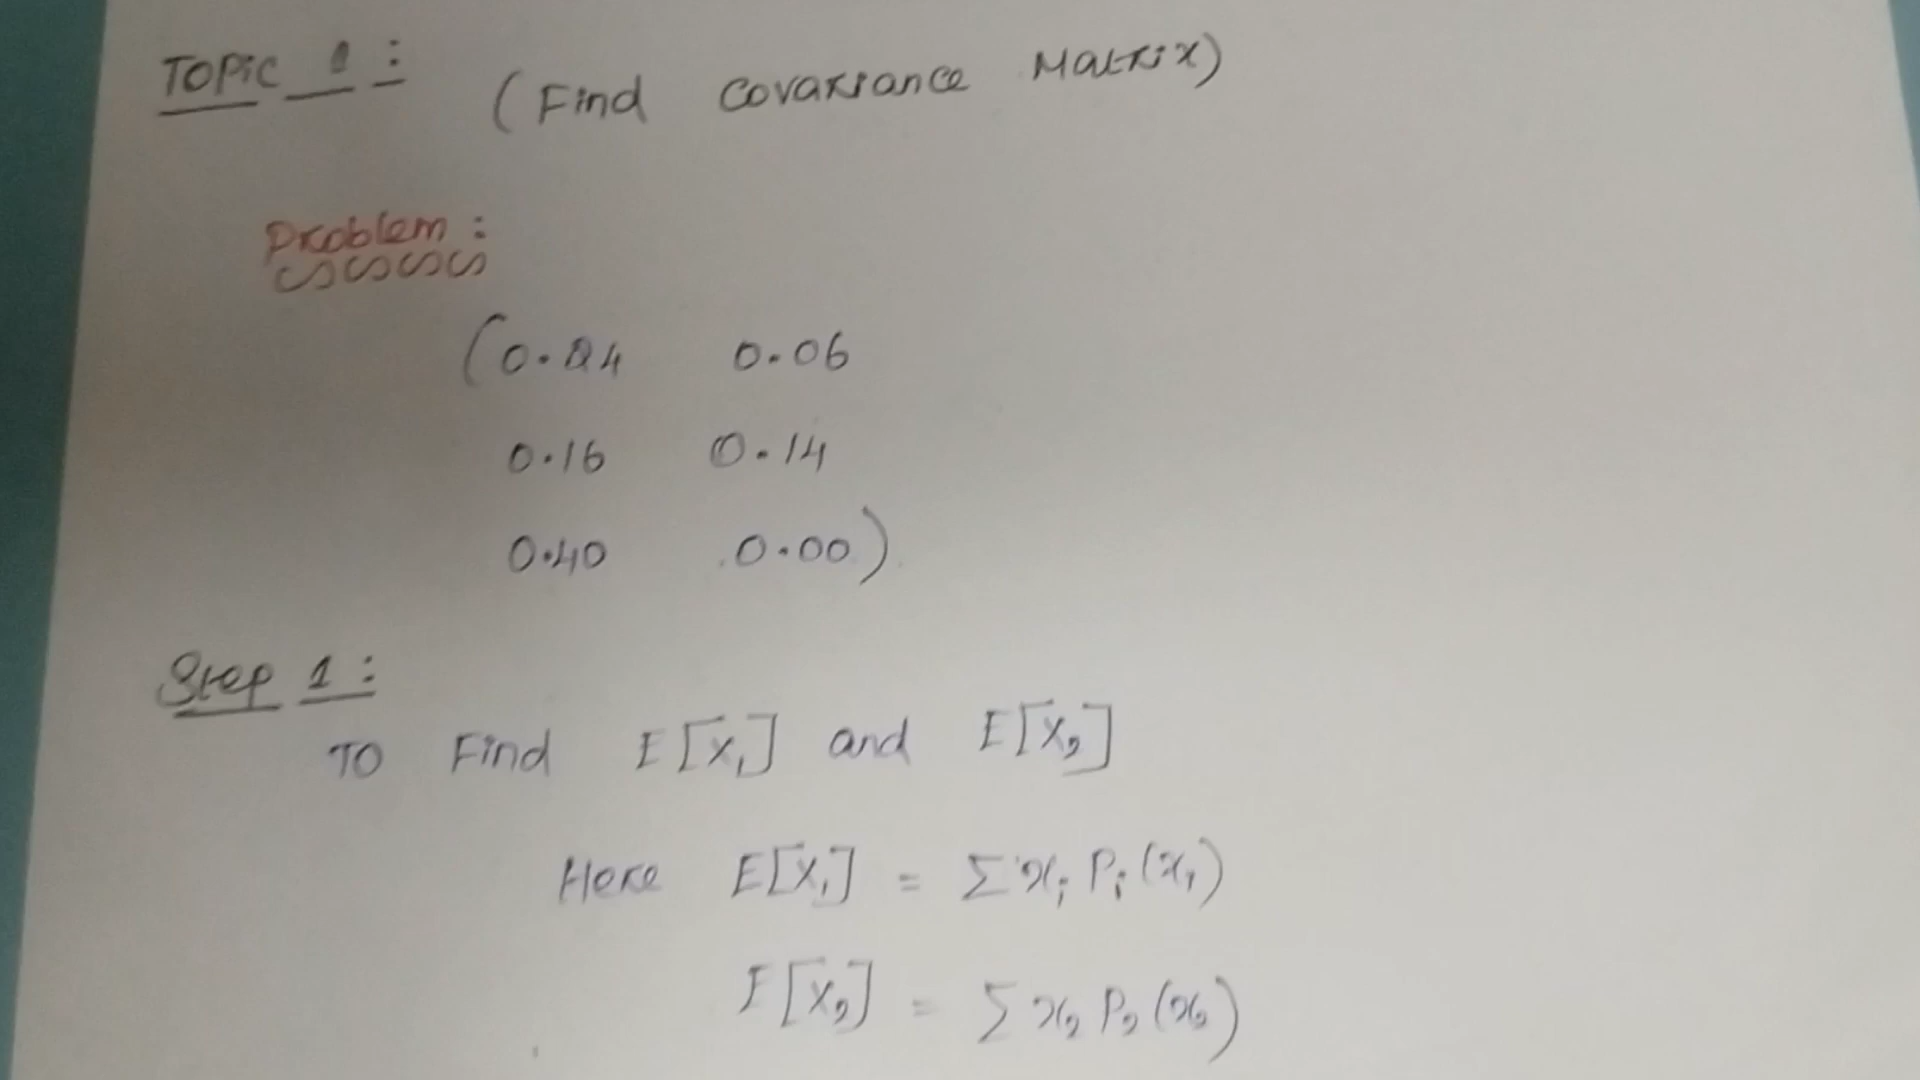 Topic 1 : (Find covariance Matrix)
Problem :
(0.24 0.06
0.16 0.14
0.40 0.00)
Step 1 :
TO Find E[X₁] and E[X₂]
Here E[X₁] = Σ x₁ P₁(x₁)
E[X₂] = Σ x₂ P₂(x₂)